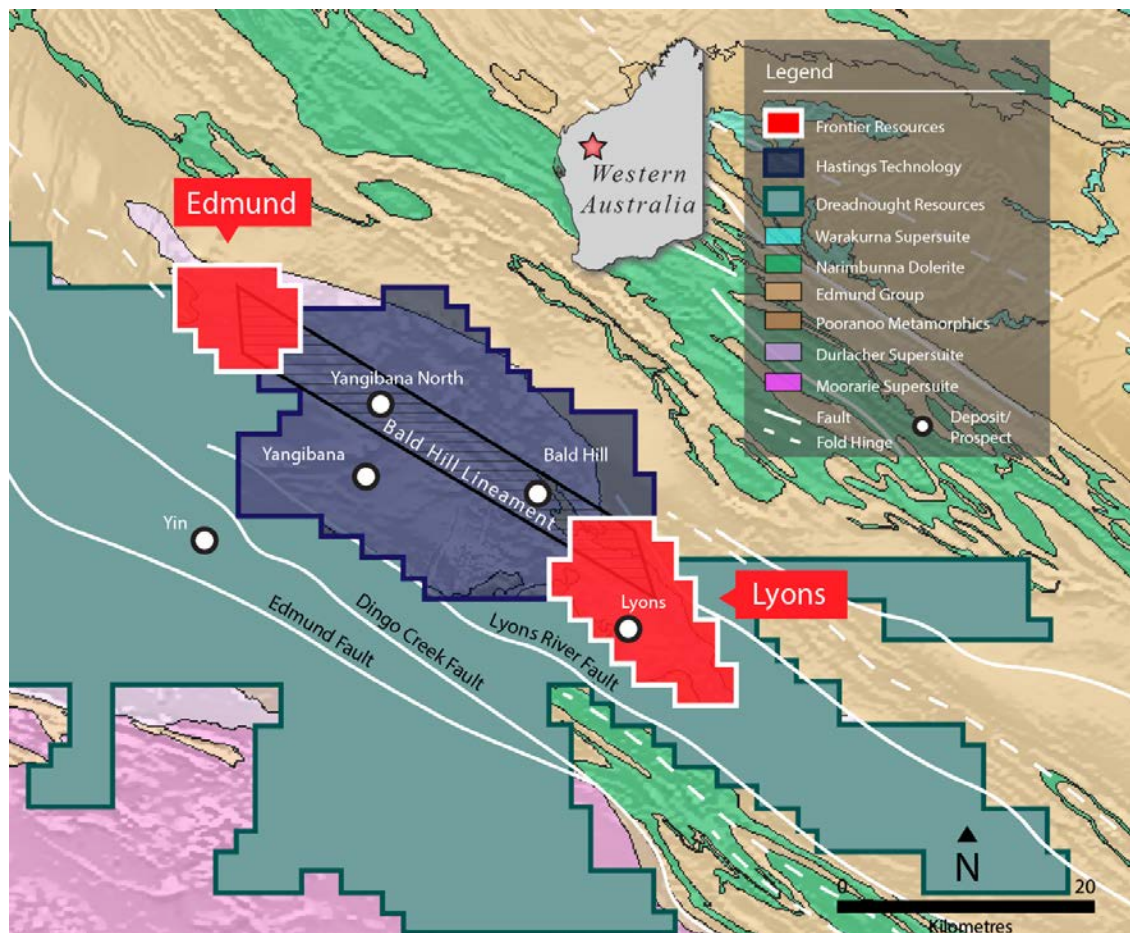 Legend
Frontier Resources
Hastings Technology
Dreadnought Resources
Warakurna Supersuite
Narimbunna Dolerite
Edmund Group
Pooranoo Metamorphics
Durlacher Supersuite
Moorarie Supersuite
Fault
Fold Hinge
Deposit/
Prospect
Western
Australia
Edmund
Yangibana North
Bald Hill
Yangibana
Bald Hill Lineament
Yin
Lyons
Lyons
Edmund Fault
Dingo Creek Fault
Lyons River Fault
N
0
20
Kilometres